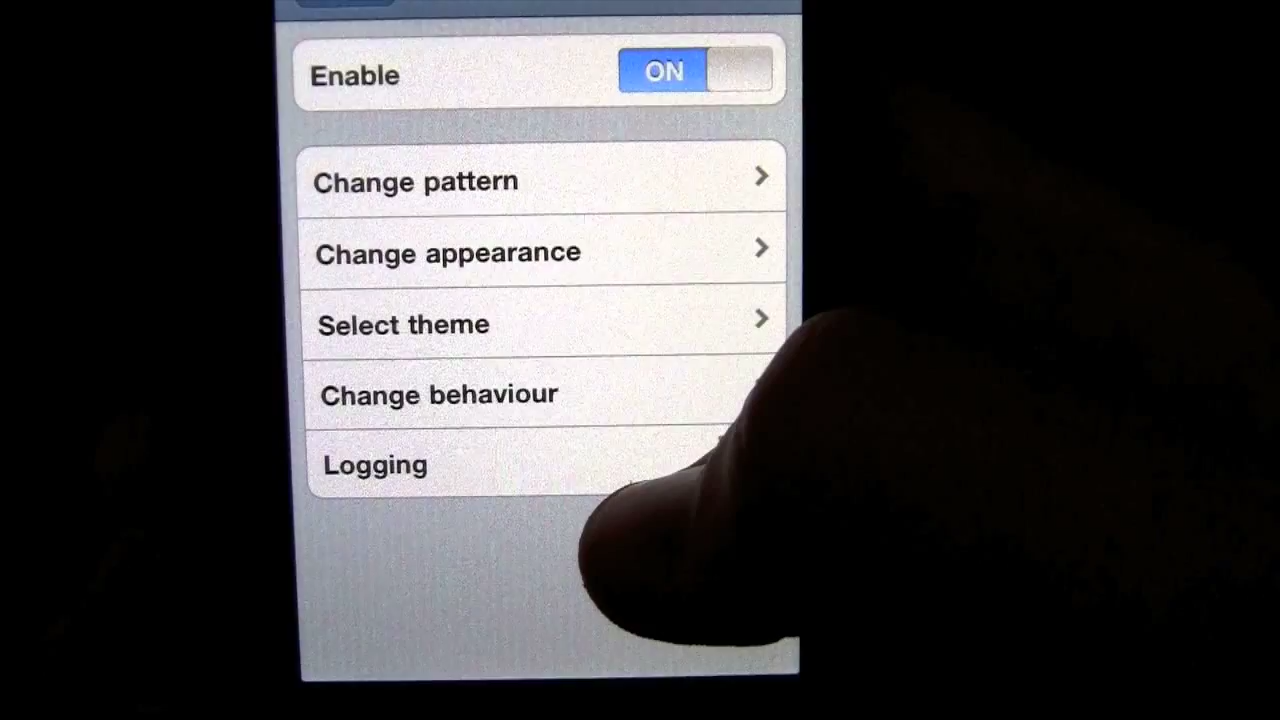 Enable ON
Change pattern
Change appearance
Select theme
Change behaviour
Logging